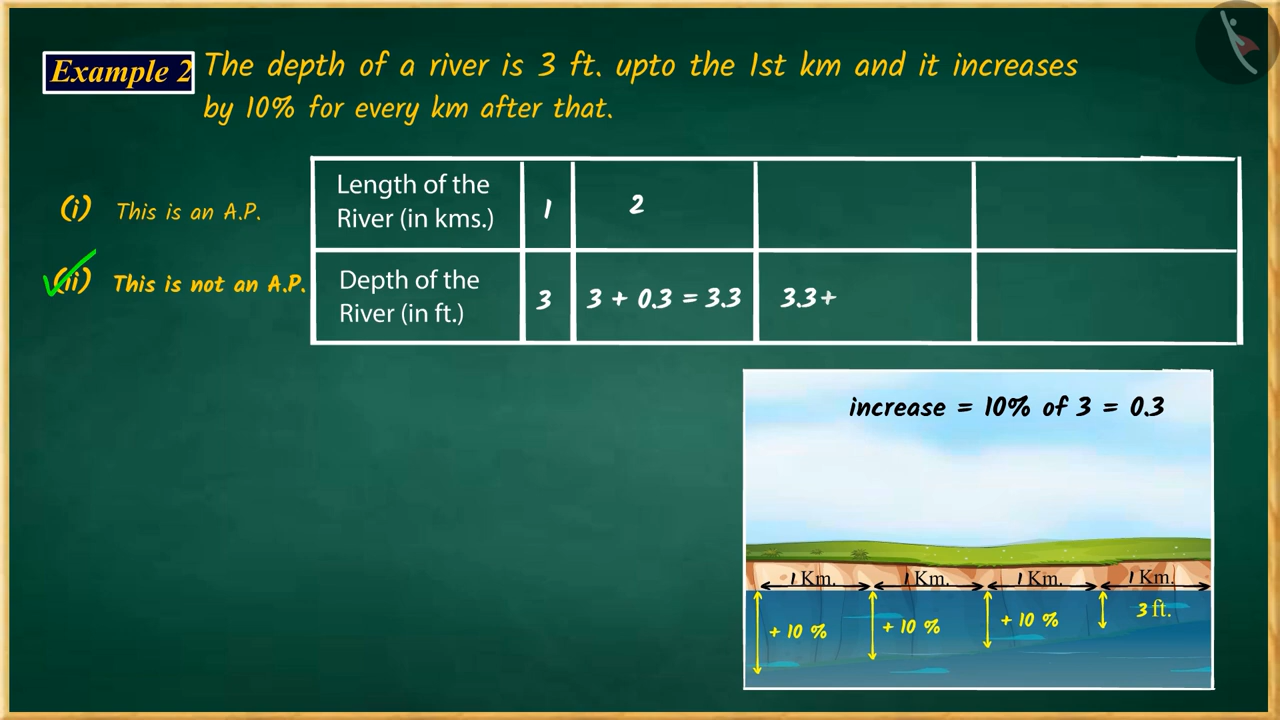 Example 2 The depth of a river is 3 ft. upto the 1st km and it increases
by 10% for every km after that.
(i) This is an A.P.
(ii) This is not an A.P.
Length of the
River (in kms.)
1
2
Depth of the
River (in ft.)
3
3 + 0.3 = 3.3
3.3+
increase = 10% of 3 = 0.3
1 Km. 1 Km. 1 Km. 1 Km.
+ 10 % + 10 % + 10 % 3 ft.